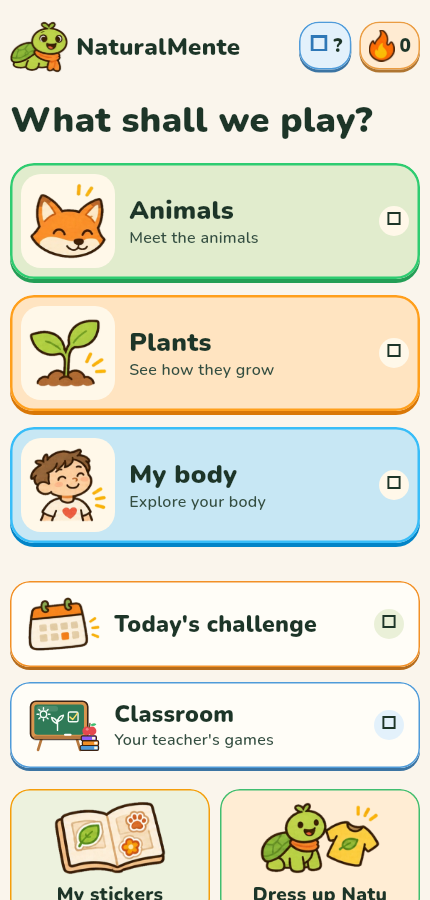 NaturalMente
? 0
What shall we play?
Animals
Meet the animals
Plants
See how they grow
My body
Explore your body
Today's challenge
Classroom
Your teacher's games
My stickers
Dress up Natu